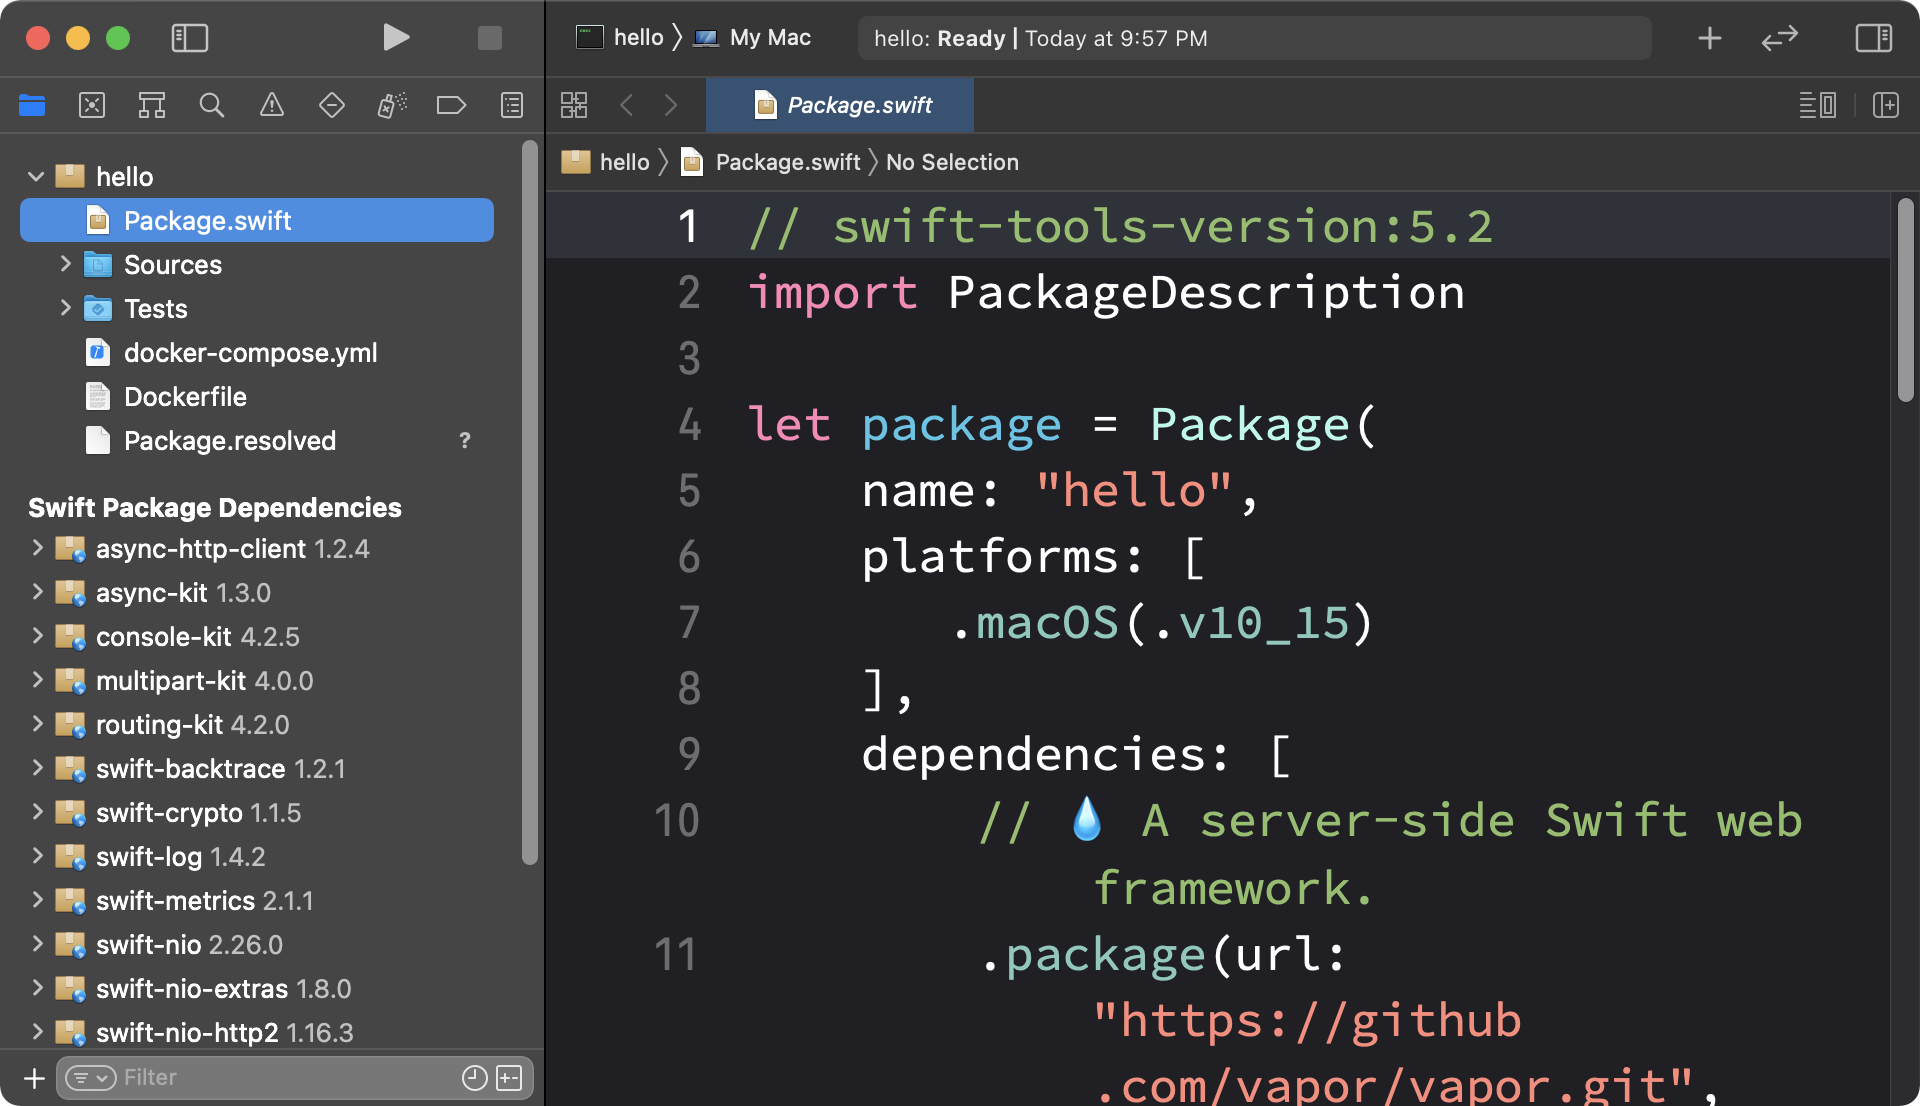 hello 〉 My Mac
hello: Ready | Today at 9:57 PM
Package.swift
hello 〉 Package.swift 〉 No Selection
hello
Package.swift
Sources
Tests
docker-compose.yml
Dockerfile
Package.resolved ?
Swift Package Dependencies
async-http-client 1.2.4
async-kit 1.3.0
console-kit 4.2.5
multipart-kit 4.0.0
routing-kit 4.2.0
swift-backtrace 1.2.1
swift-crypto 1.1.5
swift-log 1.4.2
swift-metrics 2.1.1
swift-nio 2.26.0
swift-nio-extras 1.8.0
swift-nio-http2 1.16.3
Filter
1 // swift-tools-version:5.2
2 import PackageDescription
3
4 let package = Package(
5 name: "hello",
6 platforms: [
7 .macOS(.v10_15)
8 ],
9 dependencies: [
10 // 💧 A server-side Swift web
framework.
11 .package(url:
"https://github
.com/vapor/vapor.git",